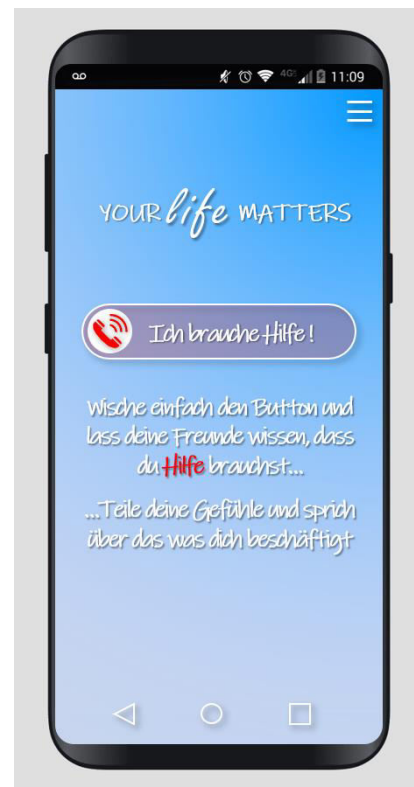 4G 11:09
YOUR life MATTERS
Ich brauche Hilfe !
Wische einfach den Button und
lass deine Freunde wissen, dass
du Hilfe brauchst...
...Teile deine Gefühle und sprich
über das was dich beschäftigt